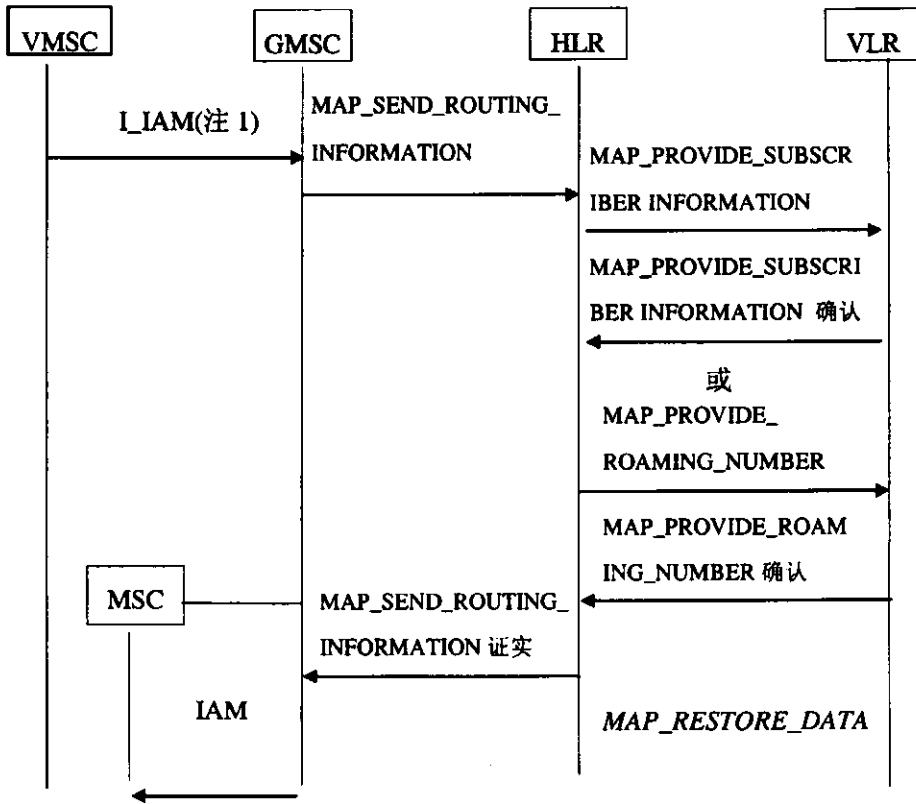 VMSC
GMSC
HLR
VLR
I_IAM(注 1)
MAP_SEND_ROUTING_
INFORMATION
MAP_PROVIDE_SUBSCR
IBER INFORMATION
MAP_PROVIDE_SUBSCRI
BER INFORMATION 确认
或
MAP_PROVIDE_
ROAMING_NUMBER
MAP_PROVIDE_ROAM
ING_NUMBER 确认
MSC
MAP_SEND_ROUTING_
INFORMATION 证实
IAM
MAP_RESTORE_DATA